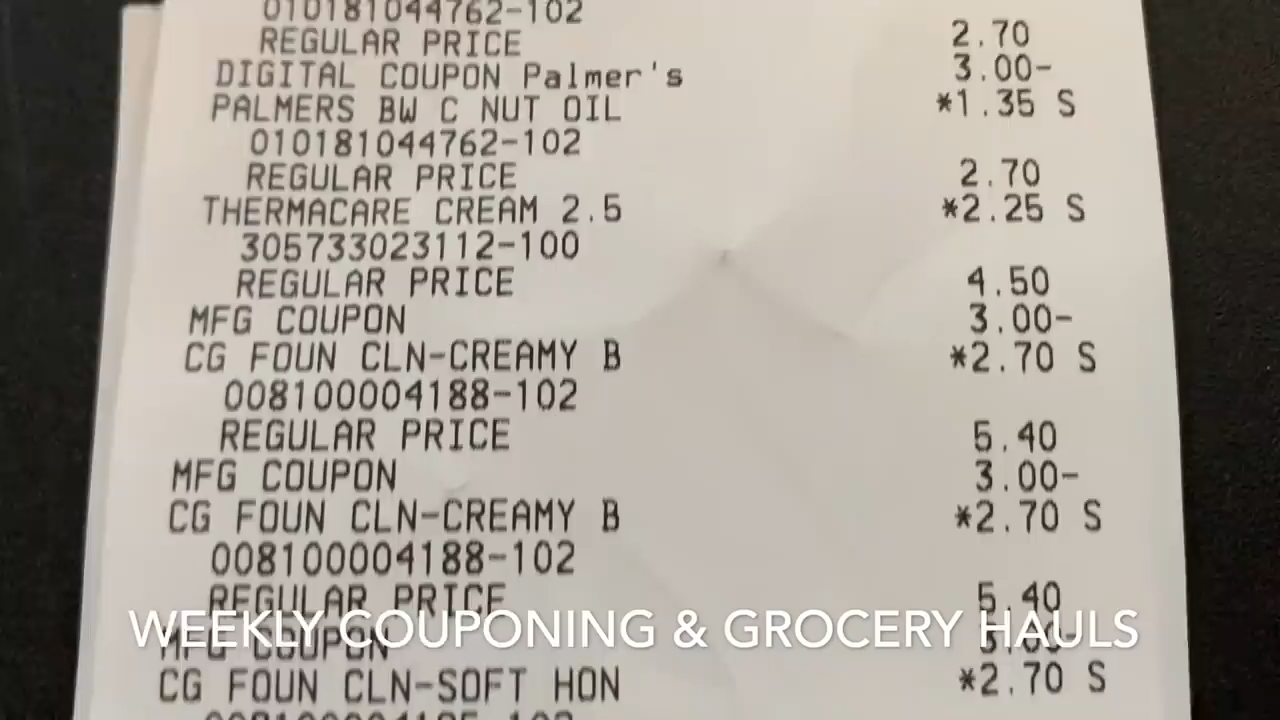 010181044762-102
REGULAR PRICE 2.70
DIGITAL COUPON Palmer's 3.00-
PALMERS BW C NUT OIL *1.35 S
010181044762-102
REGULAR PRICE 2.70
THERMACARE CREAM 2.5 *2.25 S
305733023112-100
REGULAR PRICE 4.50
MFG COUPON 3.00-
CG FOUN CLN-CREAMY B *2.70 S
008100004188-102
REGULAR PRICE 5.40
MFG COUPON 3.00-
CG FOUN CLN-CREAMY B *2.70 S
008100004188-102
REGULAR PRICE 5.40
WEEKLY COUPONING & GROCERY HAULS
MFG COUPON
CG FOUN CLN-SOFT HON *2.70 S